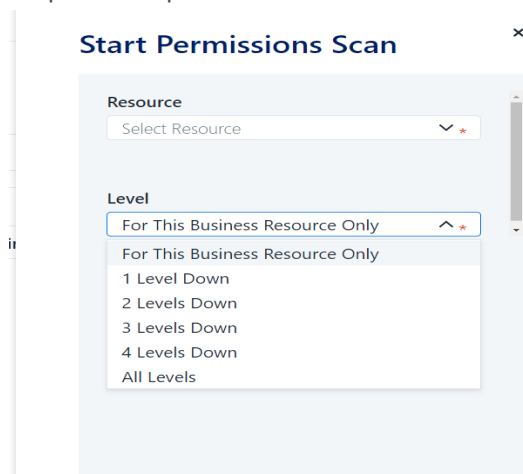 Start Permissions Scan
×
Resource
Select Resource *
Level
For This Business Resource Only *
For This Business Resource Only
1 Level Down
2 Levels Down
3 Levels Down
4 Levels Down
All Levels